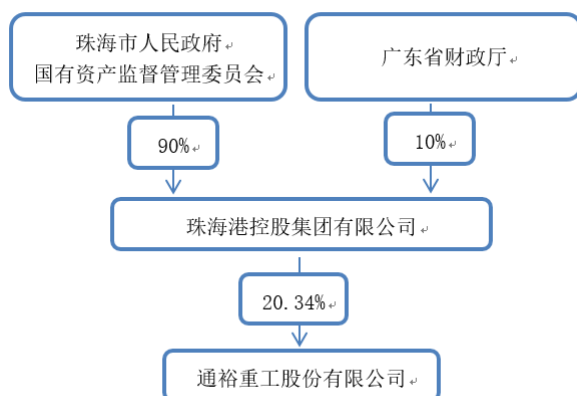 珠海市人民政府
国有资产监督管理委员会
广东省财政厅
90%
10%
珠海港控股集团有限公司
20.34%
通裕重工股份有限公司